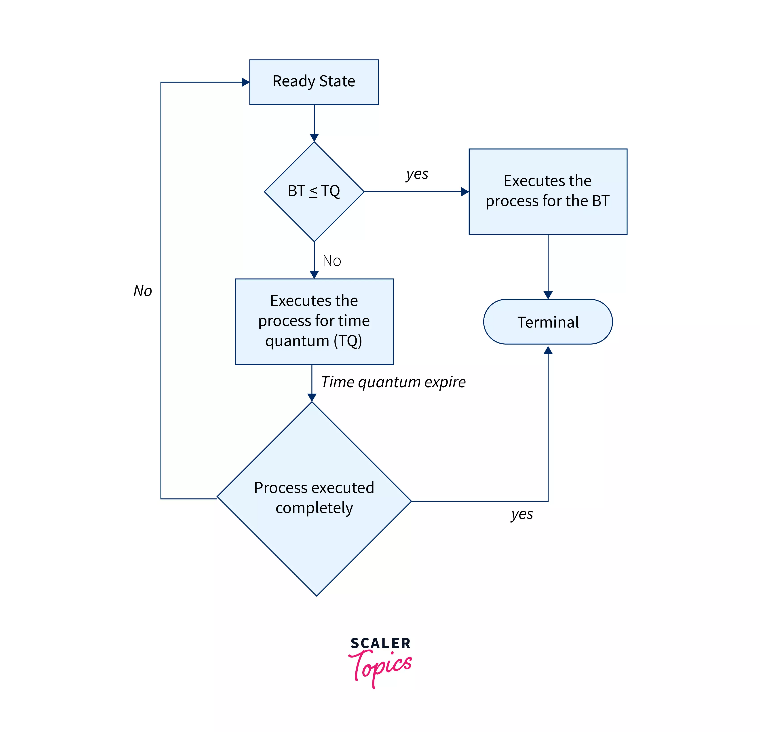 Ready State
BT ≤ TQ
yes
Executes the
process for the BT
No
Executes the
process for time
quantum (TQ)
Terminal
No
Time quantum expire
Process executed
completely
yes
SCALER
Topics